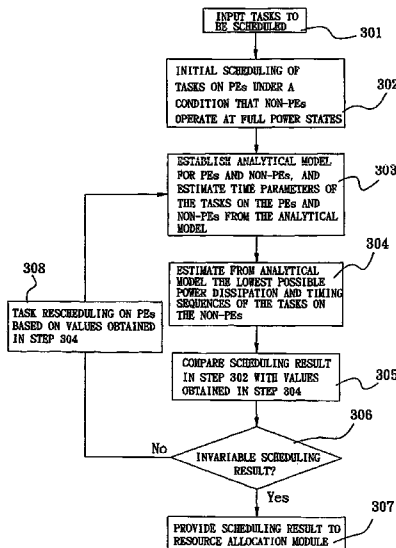 INPUT TASKS TO
BE SCHEDULED
301
INITIAL SCHEDULING OF
TASKS ON PEs UNDER A
CONDITION THAT NON-PEs
OPERATE AT FULL POWER STATES
302
ESTABLISH ANALYTICAL MODEL
FOR PEs AND NON-PEs, AND
ESTIMATE TIME PARAMETERS OF
THE TASKS ON THE PEs AND
NON-PEs FROM THE ANALYTICAL
MODEL
303
308
TASK RESCHEDULING ON PEs
BASED ON VALUES OBTAINED
IN STEP 304
304
ESTIMATE FROM ANALYTICAL
MODEL THE LOWEST POSSIBLE
POWER DISSIPATION AND TIMING
SEQUENCES OF THE TASKS ON
THE NON-PEs
COMPARE SCHEDULING RESULT
IN STEP 302 WITH VALUES
OBTAINED IN STEP 304
305
306
No
INVARIABLE SCHEDULING
RESULT?
Yes
307
PROVIDE SCHEDULING RESULT TO
RESOURCE ALLOCATION MODULE